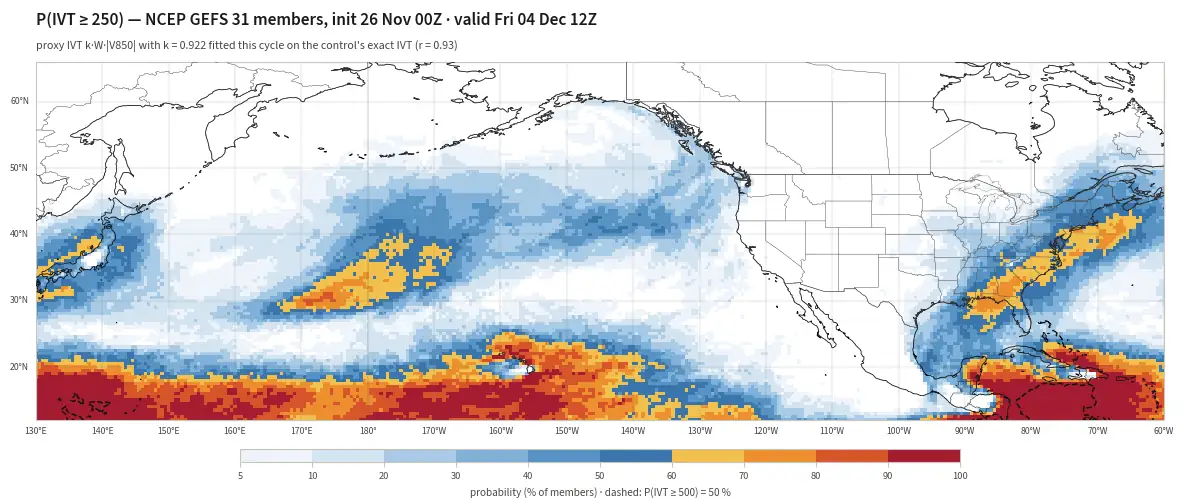 P(IVT ≥ 250) — NCEP GEFS 31 members, init 26 Nov 00Z · valid Fri 04 Dec 12Z
proxy IVT k·W·|V850| with k = 0.922 fitted this cycle on the control's exact IVT (r = 0.93)
60°N
50°N
40°N
30°N
20°N
130°E 140°E 150°E 160°E 170°E 180° 170°W 160°W 150°W 140°W 130°W 120°W 110°W 100°W 90°W 80°W 70°W 60°W
5 10 20 30 40 50 60 70 80 90 100
probability (% of members) · dashed: P(IVT ≥ 500) = 50 %